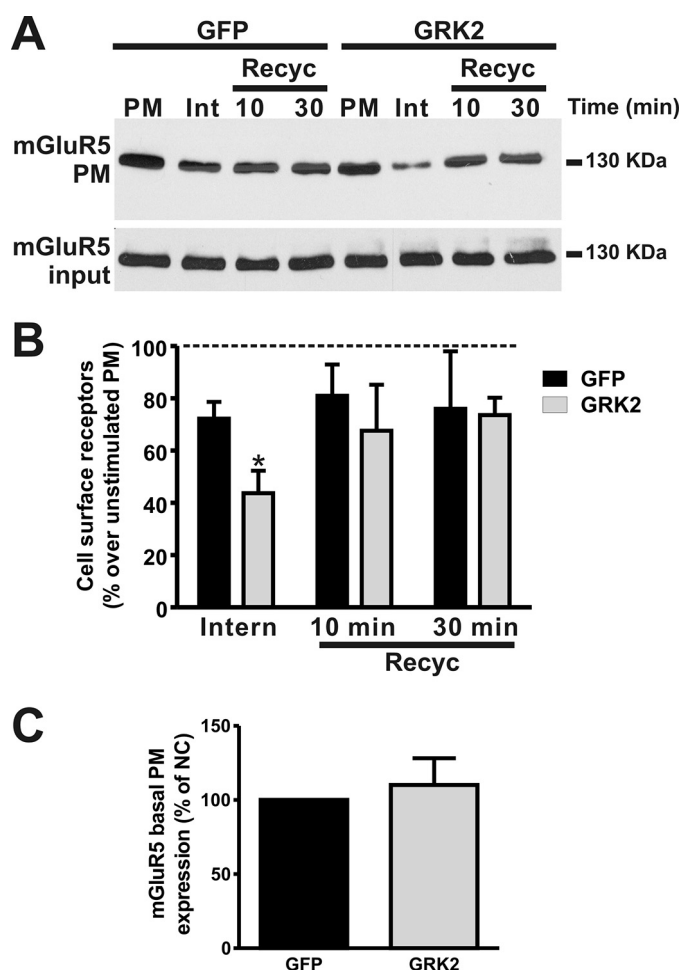 A
GFP GRK2
Recyc Recyc
PM Int 10 30 PM Int 10 30 Time (min)
mGluR5
PM
130 KDa
mGluR5
input
130 KDa
B
Cell surface receptors
(% over unstimulated PM)
100
80
60
40
20
0
*
GFP
GRK2
Intern 10 min 30 min
Recyc
C
mGluR5 basal PM
expression (% of NC)
150
100
50
0
GFP GRK2